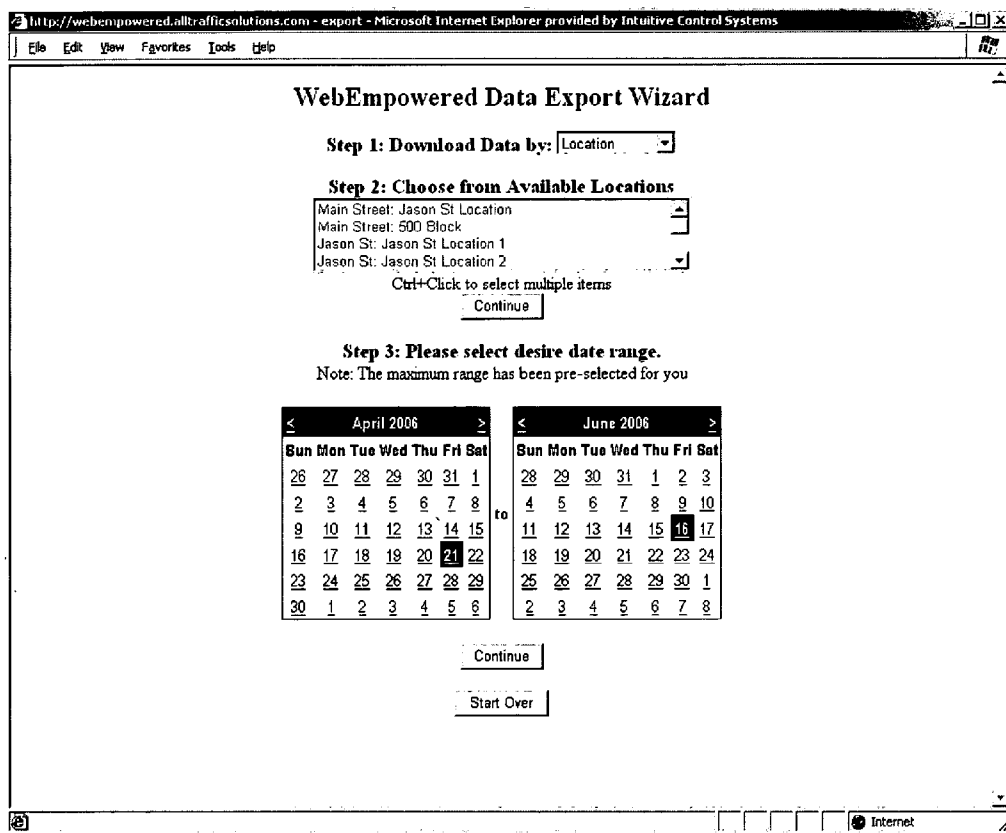 http://webempowered.alltrafficsolutions.com - export - Microsoft Internet Explorer provided by Intuitive Control Systems
File Edit View Favorites Tools Help
WebEmpowered Data Export Wizard
Step 1: Download Data by: Location
Step 2: Choose from Available Locations
Main Street: Jason St Location
Main Street: 500 Block
Jason St: Jason St Location 1
Jason St: Jason St Location 2
Ctrl+Click to select multiple items
Continue
Step 3: Please select desire date range.
Note: The maximum range has been pre-selected for you
< April 2006 >
Sun Mon Tue Wed Thu Fri Sat
26 27 28 29 30 31 1
2 3 4 5 6 7 8
9 10 11 12 13 14 15
16 17 18 19 20 21 22
23 24 25 26 27 28 29
30 1 2 3 4 5 6
to
< June 2006 >
Sun Mon Tue Wed Thu Fri Sat
28 29 30 31 1 2 3
4 5 6 7 8 9 10
11 12 13 14 15 16 17
18 19 20 21 22 23 24
25 26 27 28 29 30 1
2 3 4 5 6 7 8
Continue
Start Over
Internet